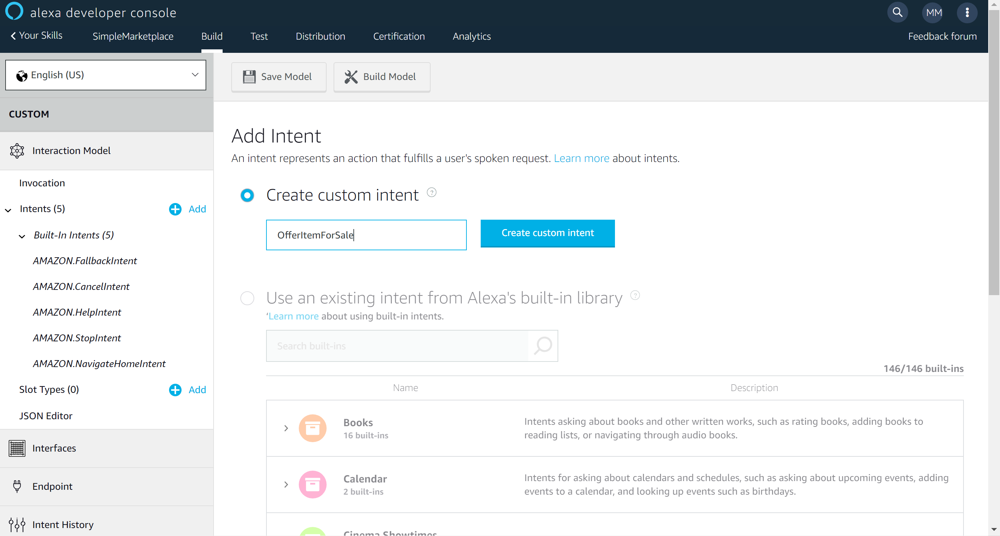 alexa developer console
MM
Your Skills
SimpleMarketplace
Build
Test
Distribution
Certification
Analytics
Feedback forum
English (US)
Save Model
Build Model
CUSTOM
Interaction Model
Invocation
Intents (5)
Add
Built-In Intents (5)
AMAZON.FallbackIntent
AMAZON.CancelIntent
AMAZON.HelpIntent
AMAZON.StopIntent
AMAZON.NavigateHomeIntent
Slot Types (0)
Add
JSON Editor
Interfaces
Endpoint
Intent History
Add Intent
An intent represents an action that fulfills a user's spoken request. Learn more about intents.
Create custom intent ?
OfferItemForSale
Create custom intent
Use an existing intent from Alexa's built-in library ?
‘Learn more about using built-in intents.
Search built-ins
146/146 built-ins
Name
Description
Books
16 built-ins
Intents asking about books and other written works, such as rating books, adding books to
reading lists, or navigating through audio books.
Calendar
2 built-ins
Intents for asking about calendars and schedules, such as asking about upcoming events, adding
events to a calendar, and looking up events such as birthdays.
Cinema Showtimes